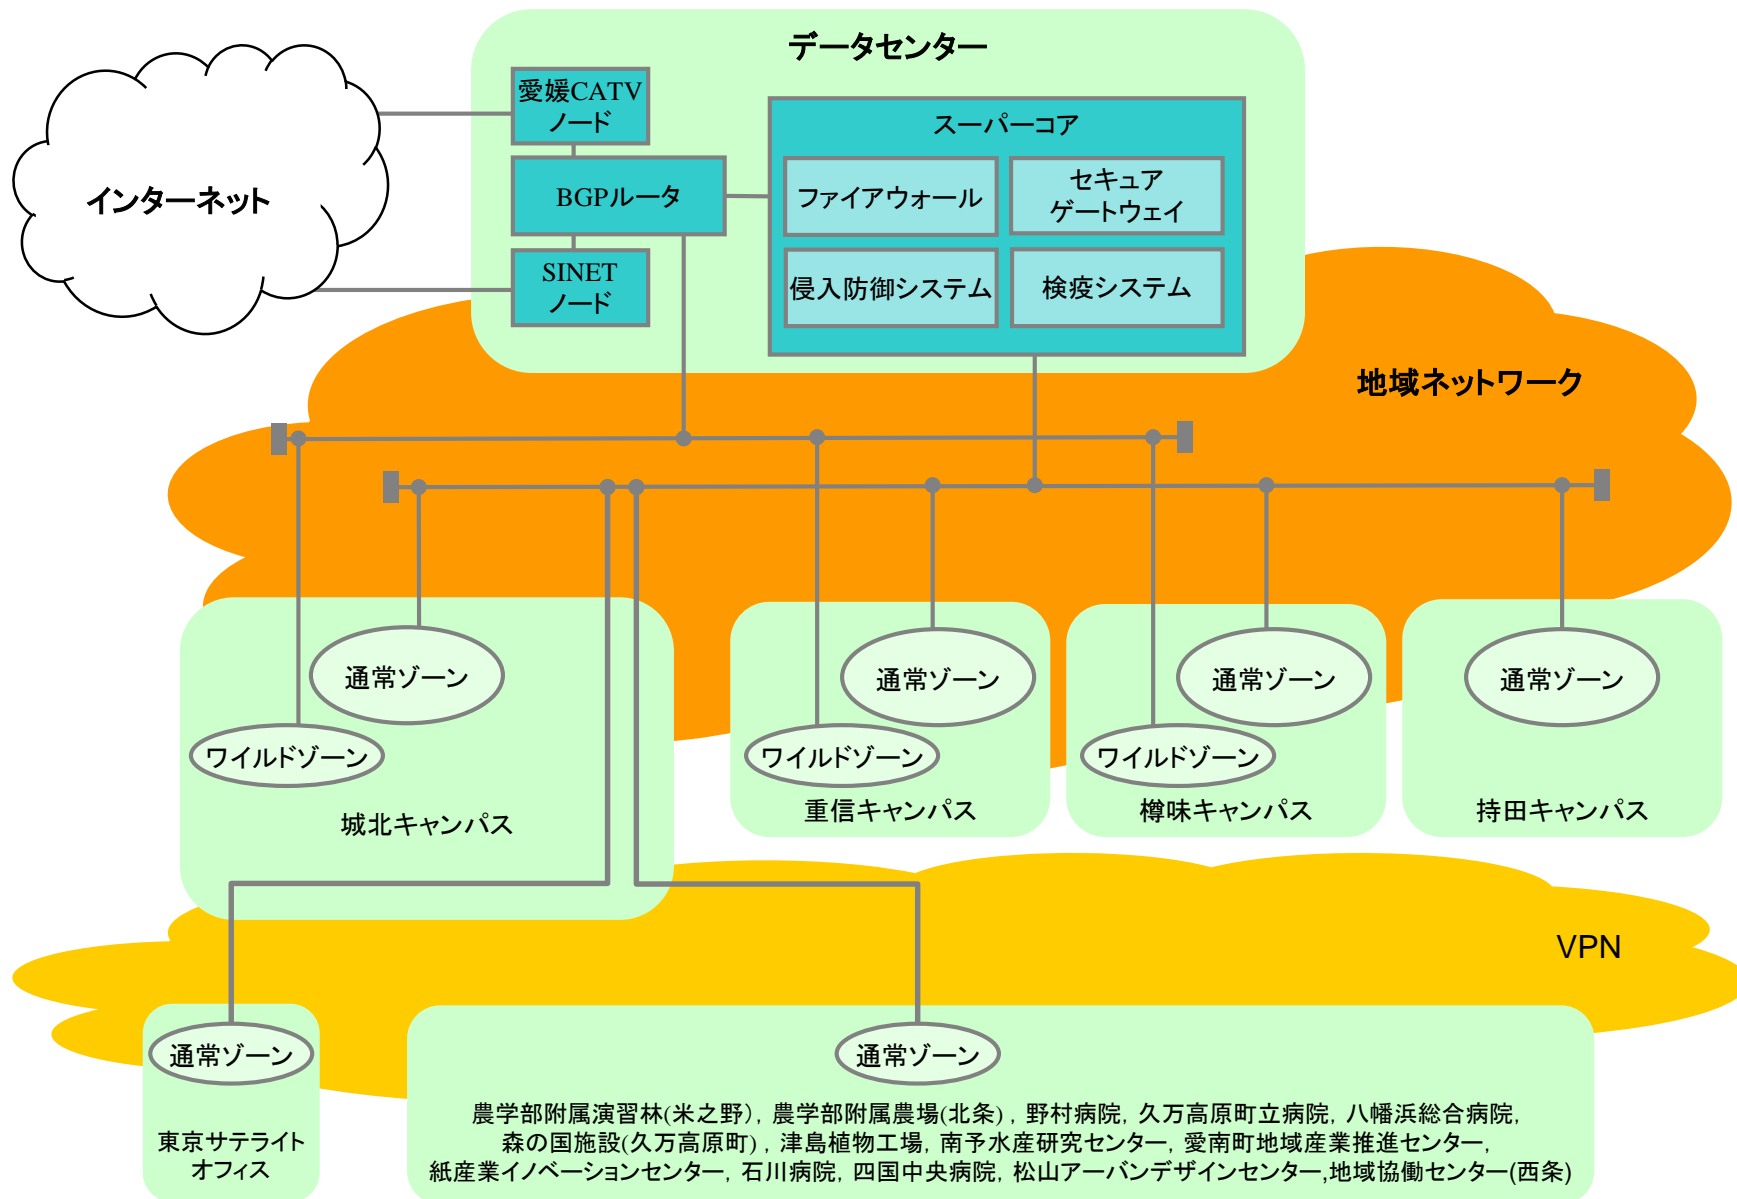 データセンター
愛媛CATV
ノード
スーパーコア
BGPルータ
ファイアウォール
セキュア
ゲートウェイ
インターネット
SINET
ノード
侵入防御システム
検疫システム
地域ネットワーク
通常ゾーン
通常ゾーン
通常ゾーン
通常ゾーン
ワイルドゾーン
ワイルドゾーン
ワイルドゾーン
城北キャンパス
重信キャンパス
樽味キャンパス
持田キャンパス
VPN
通常ゾーン
通常ゾーン
東京サテライト
オフィス
農学部附属演習林(米之野), 農学部附属農場(北条) , 野村病院, 久万高原町立病院, 八幡浜総合病院,
森の国施設(久万高原町) , 津島植物工場, 南予水産研究センター, 愛南町地域産業推進センター,
紙産業イノベーションセンター, 石川病院, 四国中央病院, 松山アーバンデザインセンター,地域協働センター(西条)